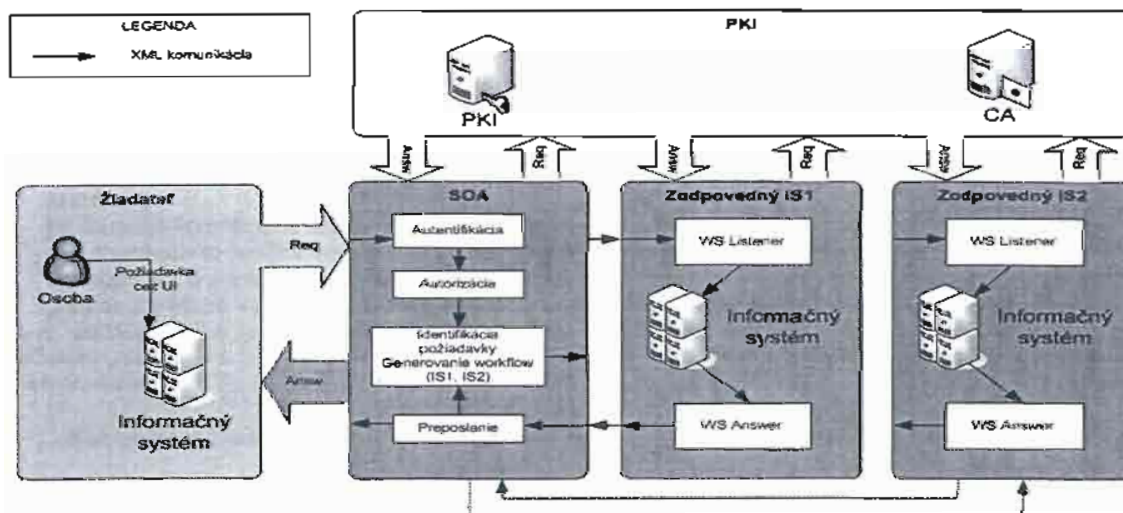 LEGENDA
XML komunikácia
PKI
PKI
CA
Answ
Req
Answ
Req
Answ
Req
Žiadateľ
Osoba
Požiadavka
cez UI
Informačný
systém
Req
Answ
SOA
Autentifikácia
Autorizácia
Identifikácia
požiadavky
Generovanie workflow
(IS1, IS2)
Preposlanie
Zodpovedný IS1
WS Listener
Informačný
systém
WS Answer
Zodpovedný IS2
WS Listener
Informačný
systém
WS Answer